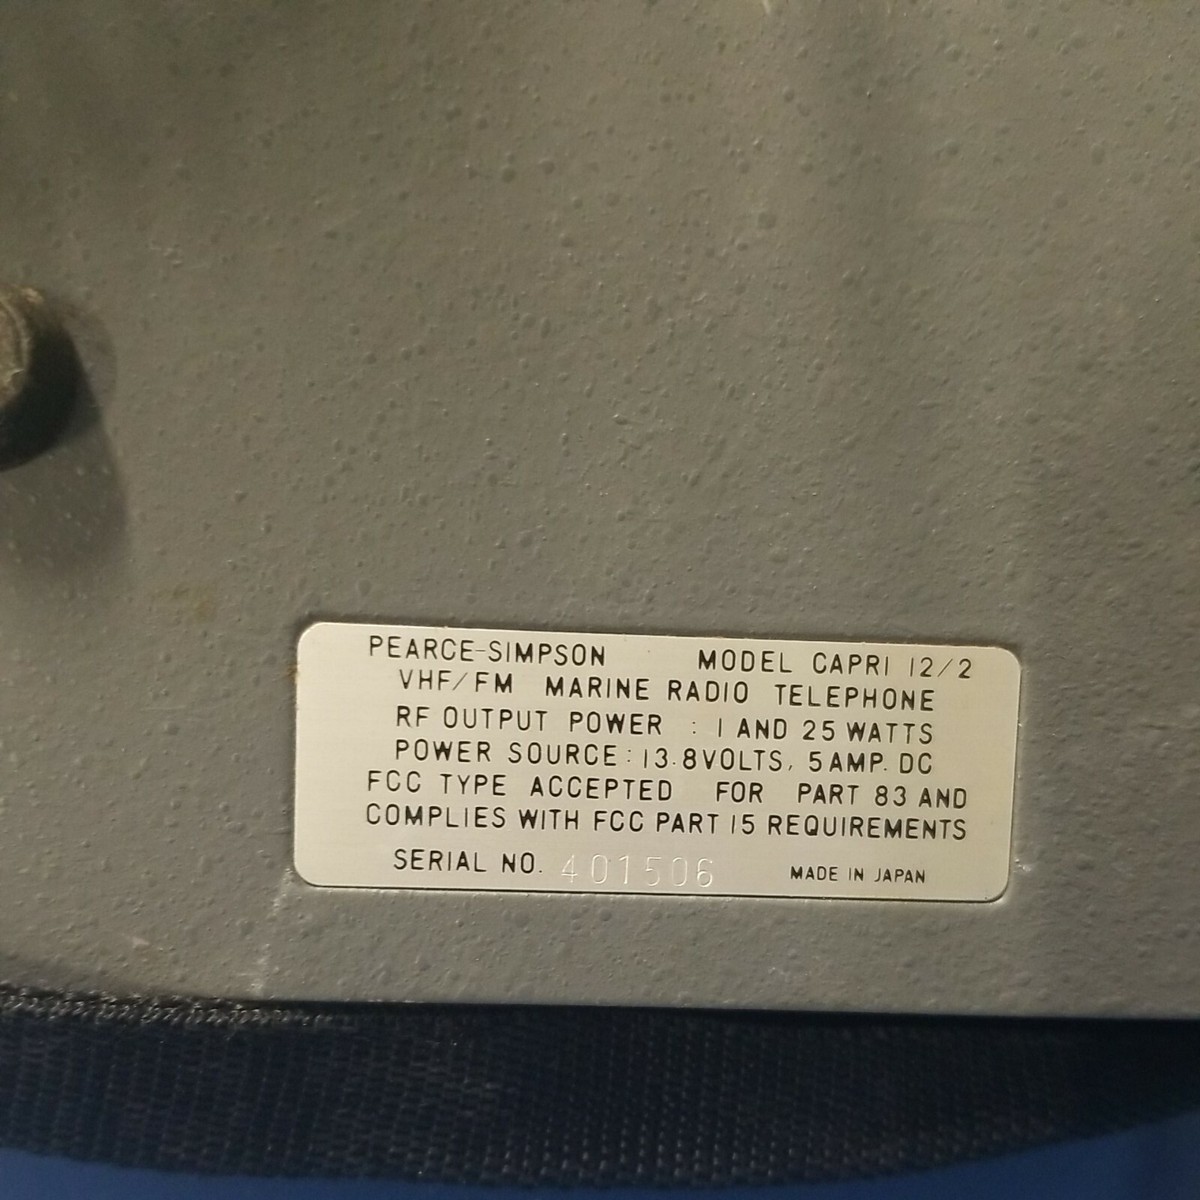 PEARCE-SIMPSON MODEL CAPRI 12/2
VHF/FM MARINE RADIO TELEPHONE
RF OUTPUT POWER : 1 AND 25 WATTS
POWER SOURCE: 13.8VOLTS, 5AMP. DC
FCC TYPE ACCEPTED FOR PART 83 AND
COMPLIES WITH FCC PART 15 REQUIREMENTS
SERIAL NO. 401506 MADE IN JAPAN